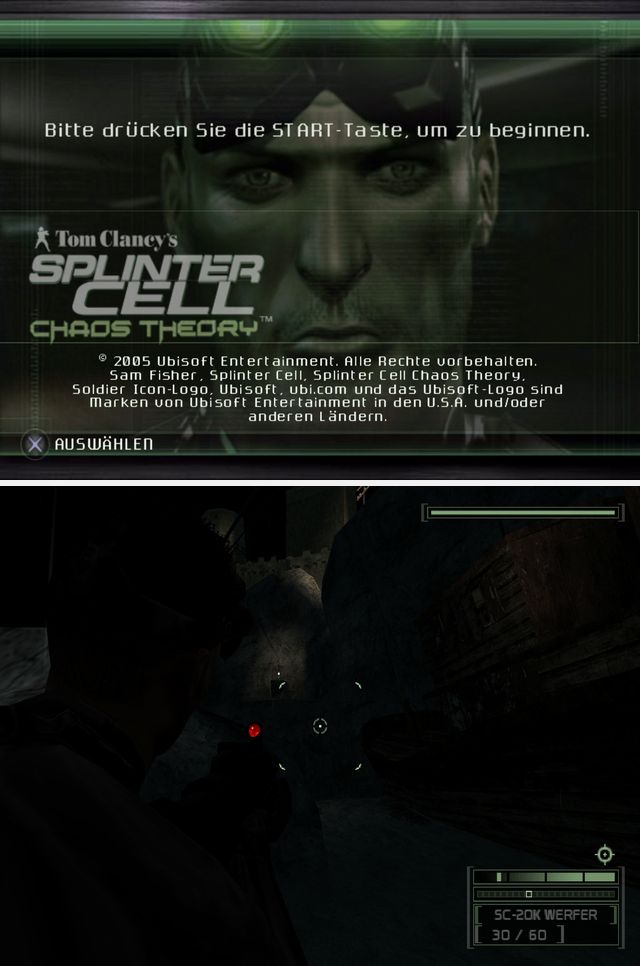 Bitte drücken Sie die START-Taste, um zu beginnen.
Tom Clancy's
SPLINTER
CELL
CHAOS THEORY™
© 2005 Ubisoft Entertainment. Alle Rechte vorbehalten.
Sam Fisher, Splinter Cell, Splinter Cell Chaos Theory,
Soldier Icon-Logo, Ubisoft, ubi.com und das Ubisoft-Logo sind
Marken von Ubisoft Entertainment in den U.S.A. und/oder
anderen Ländern.
AUSWÄHLEN
SC-20K WERFER
30 / 60